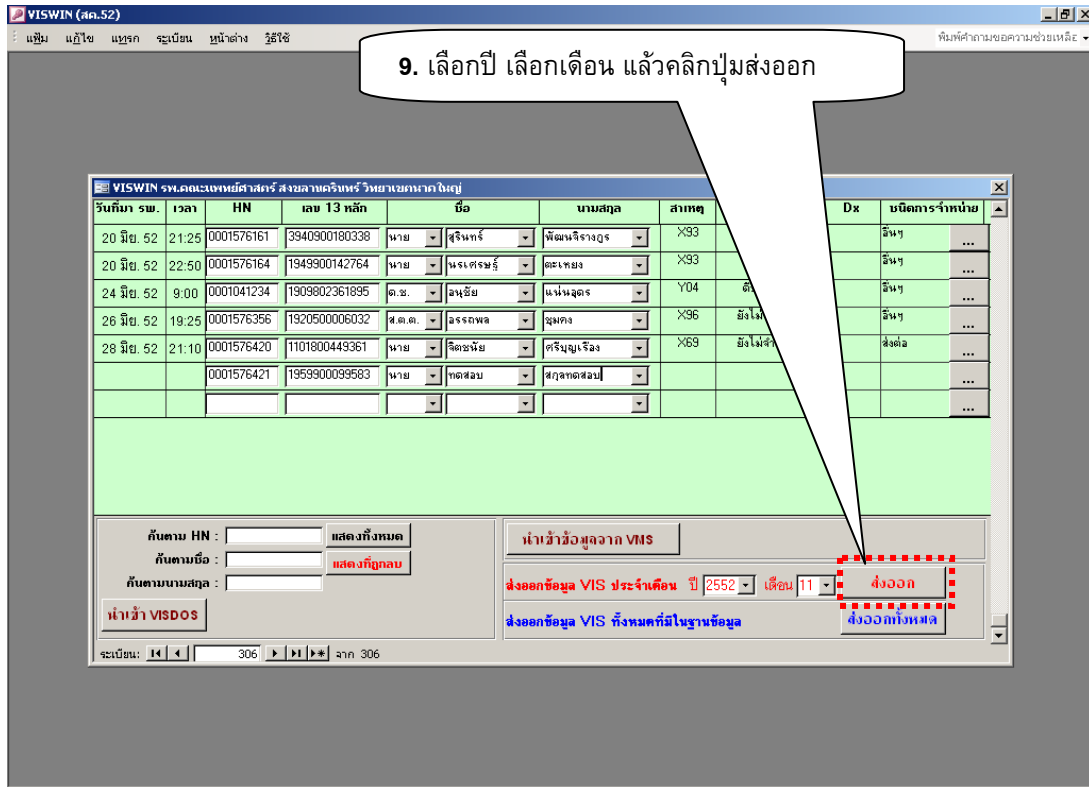 VISWIN (สค.52)
แฟ้ม แก้ไข แทรก ระเบียน หน้าต่าง วิธีใช้ พิมพ์คำถามขอความช่วยเหลือ
9. เลือกปี เลือกเดือน แล้วคลิกปุ่มส่งออก
VISWIN รพ.คณะแพทย์ศาสตร์ สงขลานครินทร์ วิทยาเขตหาดใหญ่
วันที่มา รพ. เวลา HN เลข 13 หลัก ชื่อ นามสกุล สาเหตุ Dx ชนิดการจำหน่าย
20 มิย. 52 21:25 0001576161 3940900180338 นาย สุรินทร์ พัฒนจิรางกูร X93 อื่นๆ ...
20 มิย. 52 22:50 0001576164 1949900142764 นาย นรเศรษฐ์ ตะเหยง X93 อื่นๆ ...
24 มิย. 52 9:00 0001041234 1909802361895 ด.ช. อนุชัย แน่นอุดร Y04 อื่นๆ ...
26 มิย. 52 19:25 0001576356 1920500006032 ส.ต.ต. อรรถพล ชุมคง X96 ยังไม่ อื่นๆ ...
28 มิย. 52 21:10 0001576420 1101800449361 นาย จิตชนัย ศรีบุญเรือง X69 ยังไม่จำ ส่งต่อ ...
0001576421 1959900099583 นาย ทดสอบ สกุลทดสอบ ...
...
ค้นตาม HN : แสดงทั้งหมด
ค้นตามชื่อ : แสดงที่ถูกลบ
ค้นตามนามสกุล :
นำเข้า VISDOS
นำเข้าข้อมูลจาก VMS
ส่งออกข้อมูล VIS ประจำเดือน ปี 2552 เดือน 11 ส่งออก
ส่งออกข้อมูล VIS ทั้งหมดที่มีในฐานข้อมูล ส่งออกทั้งหมด
ระเบียน: 306 จาก 306